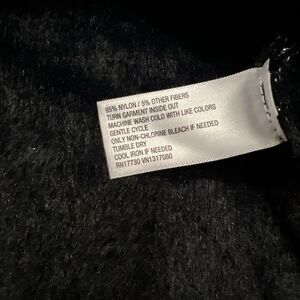 95% NYLON / 5% OTHER FIBERS
TURN GARMENT INSIDE OUT
MACHINE WASH COLD WITH LIKE COLORS
GENTLE CYCLE
ONLY NON-CHLORINE BLEACH IF NEEDED
TUMBLE DRY
COOL IRON IF NEEDED
RN17730 VN1317080